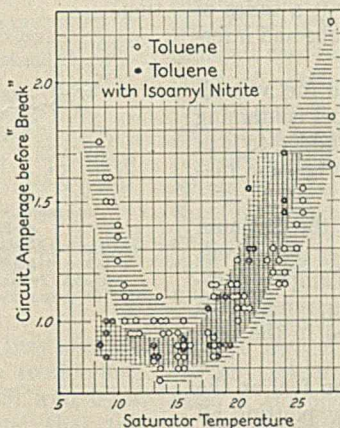 Circuit Amperage before "Break"
2.0
1.5
1.0
Toluene
Toluene
with Isoamyl Nitrite
5 10 15 20 25
Saturator Temperature